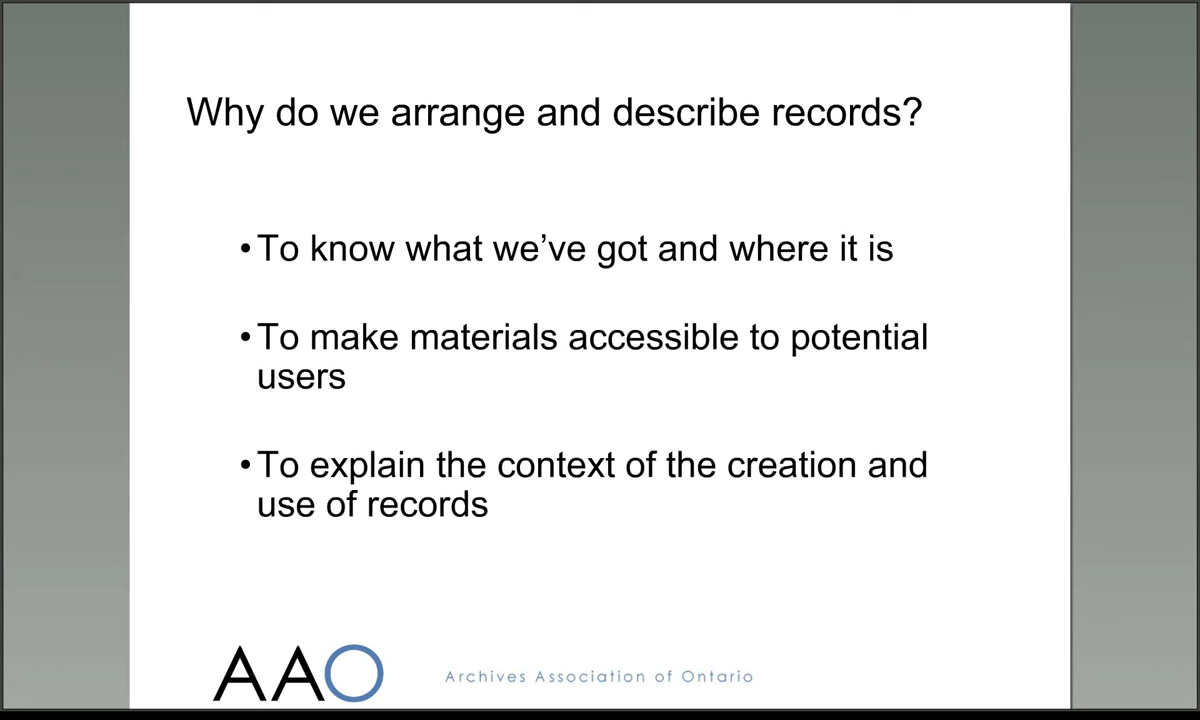 Why do we arrange and describe records?
•To know what we’ve got and where it is
•To make materials accessible to potential
users
•To explain the context of the creation and
use of records
AAO
Archives Association of Ontario